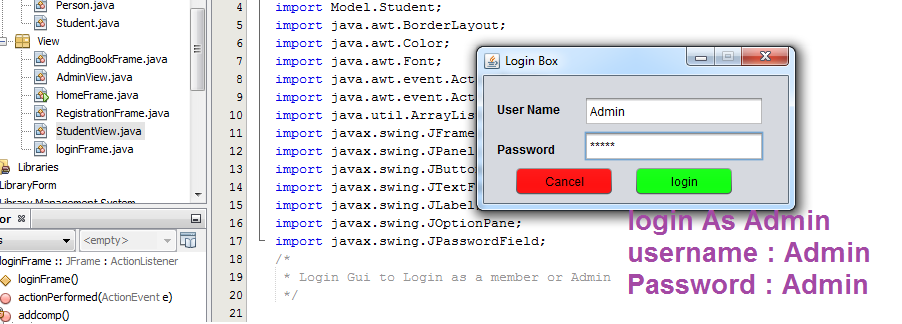 Person.java
Student.java
View
AddingBookFrame.java
AdminView.java
HomeFrame.java
RegistrationFrame.java
StudentView.java
loginFrame.java
Libraries
LibraryForm
Library Management System
<empty>
loginFrame :: JFrame : ActionListener
loginFrame()
actionPerformed(ActionEvent e)
addcomp()
4 import Model.Student;
5 import java.awt.BorderLayout;
6 import java.awt.Color;
7 import java.awt.Font;
8 import java.awt.event.Act
9 import java.awt.event.Act
10 import java.util.ArrayLis
11 import javax.swing.JFrame
12 import javax.swing.JPanel
13 import javax.swing.JButto
14 import javax.swing.JTextF
15 import javax.swing.JLabel
16 import javax.swing.JOptionPane;
17 import javax.swing.JPasswordField;
18 /*
19 * Login Gui to Login as a member or Admin
20 */
21
Login Box
User Name Admin
Password *****
Cancel login
login As Admin
username : Admin
Password : Admin